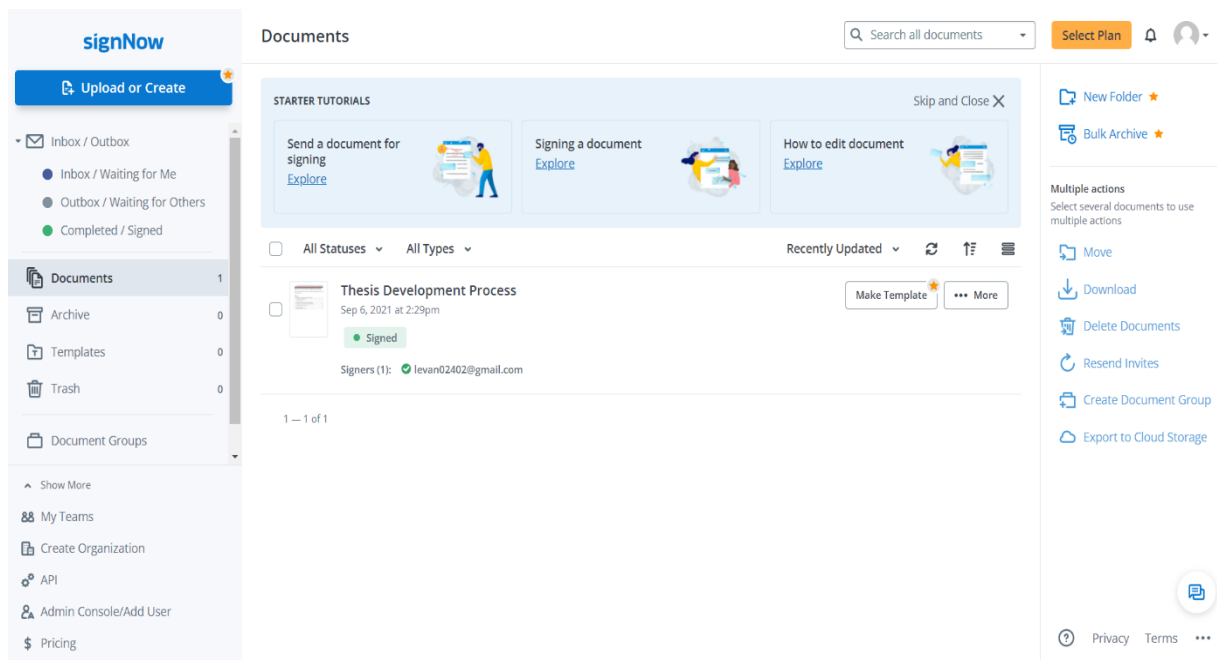 signNow
Upload or Create
Inbox / Outbox
Inbox / Waiting for Me
Outbox / Waiting for Others
Completed / Signed
Documents 1
Archive 0
Templates 0
Trash 0
Document Groups
Show More
My Teams
Create Organization
API
Admin Console/Add User
$ Pricing
Documents
Search all documents
Select Plan
STARTER TUTORIALS
Skip and Close
Send a document for
signing
Explore
Signing a document
Explore
How to edit document
Explore
All Statuses
All Types
Recently Updated
Thesis Development Process
Sep 6, 2021 at 2:29pm
Signed
Signers (1): levan02402@gmail.com
Make Template
••• More
1 — 1 of 1
New Folder
Bulk Archive
Multiple actions
Select several documents to use
multiple actions
Move
Download
Delete Documents
Resend Invites
Create Document Group
Export to Cloud Storage
? Privacy Terms •••